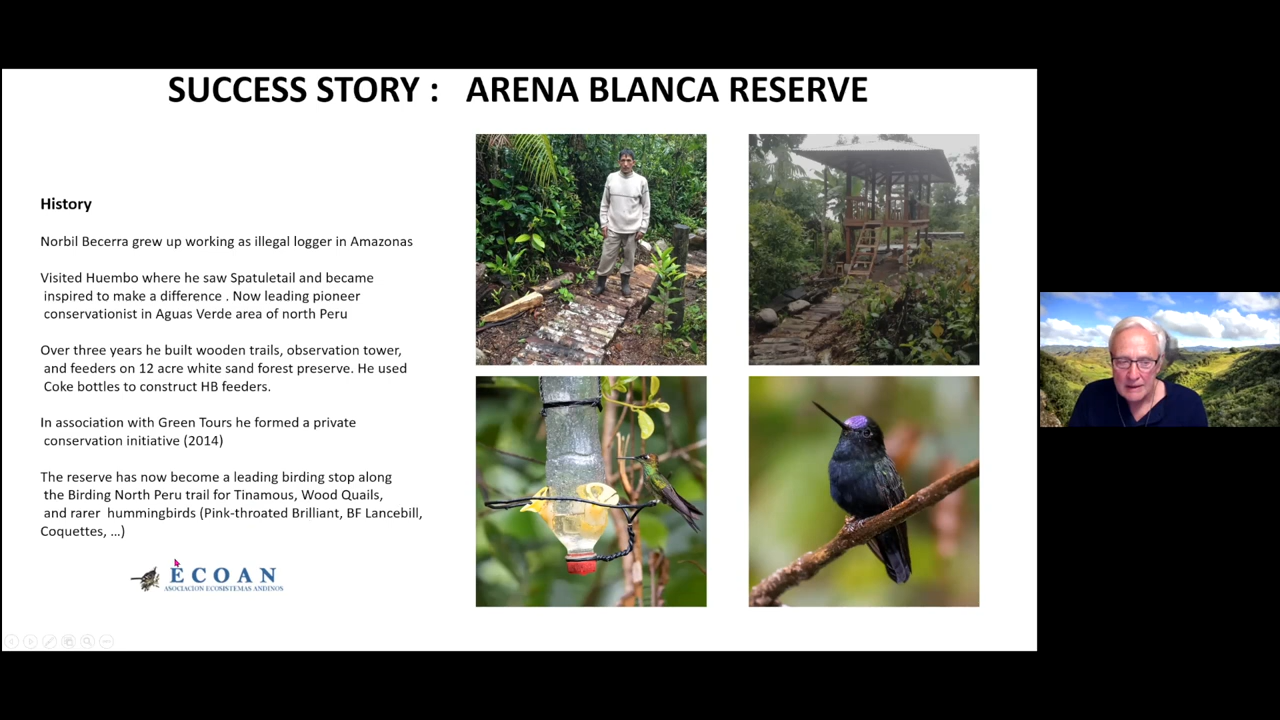 SUCCESS STORY : ARENA BLANCA RESERVE
History
Norbil Becerra grew up working as illegal logger in Amazonas
Visited Huembo where he saw Spatuletail and became
inspired to make a difference . Now leading pioneer
conservationist in Aguas Verde area of north Peru
Over three years he built wooden trails, observation tower,
and feeders on 12 acre white sand forest preserve. He used
Coke bottles to construct HB feeders.
In association with Green Tours he formed a private
conservation initiative (2014)
The reserve has now become a leading birding stop along
the Birding North Peru trail for Tinamous, Wood Quails,
and rarer hummingbirds (Pink-throated Brilliant, BF Lancebill,
Coquettes, ...)
ECOAN
ASOCIACION ECOSISTEMAS ANDINOS